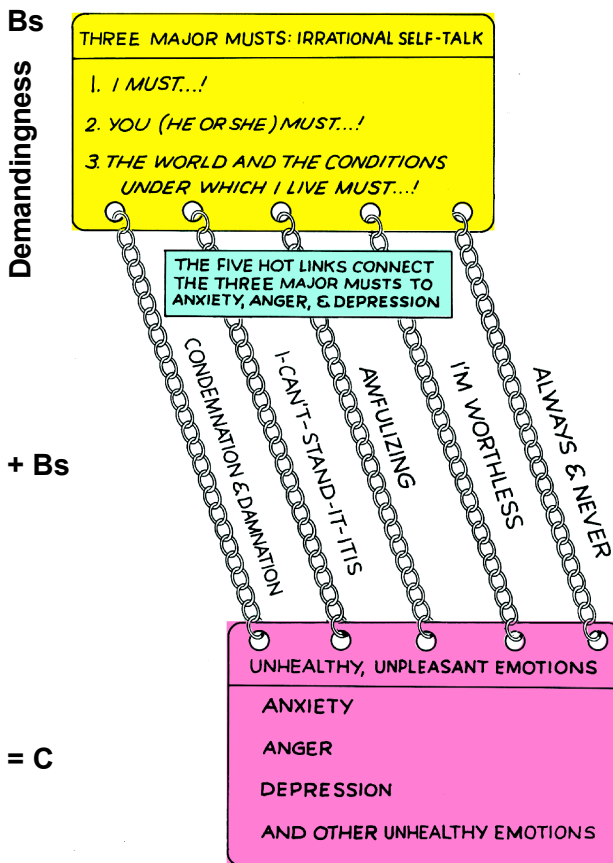 Bs
Demandingness
THREE MAJOR MUSTS: IRRATIONAL SELF-TALK
1. I MUST...!
2. YOU (HE OR SHE) MUST...!
3. THE WORLD AND THE CONDITIONS
UNDER WHICH I LIVE MUST...!
THE FIVE HOT LINKS CONNECT
THE THREE MAJOR MUSTS TO
ANXIETY, ANGER, & DEPRESSION
+ Bs
CONDEMNATION & DAMNATION
I-CAN'T-STAND-IT-ITIS
AWFULIZING
I'M WORTHLESS
ALWAYS & NEVER
= C
UNHEALTHY, UNPLEASANT EMOTIONS
ANXIETY
ANGER
DEPRESSION
AND OTHER UNHEALTHY EMOTIONS